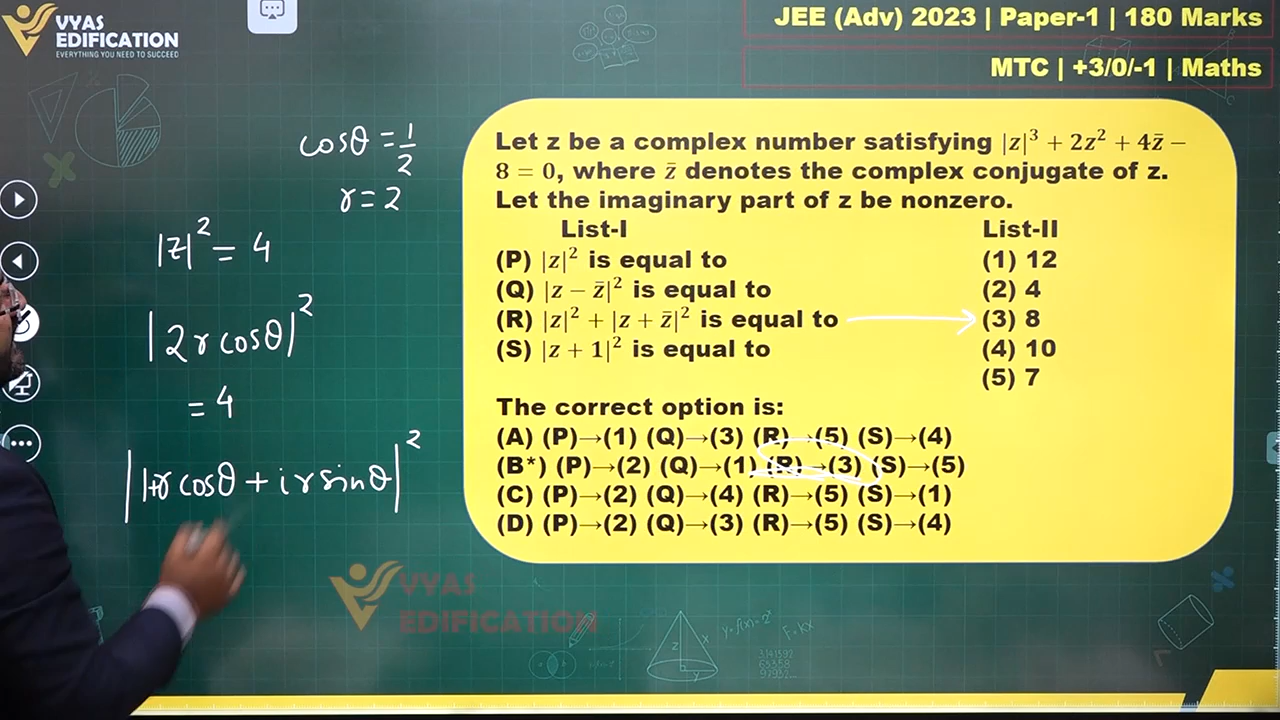 VYAS
EDIFICATION
EVERYTHING YOU NEED TO SUCCEED
JEE (Adv) 2023 | Paper-1 | 180 Marks
MTC | +3/0/-1 | Maths
cosθ = 1/2
r = 2
|z|² = 4
|2r cosθ|²
= 4
|1+r cosθ + i r sinθ|²
Let z be a complex number satisfying |z|³ + 2z² + 4z̄ −
8 = 0, where z̄ denotes the complex conjugate of z.
Let the imaginary part of z be nonzero.
List-I List-II
(P) |z|² is equal to (1) 12
(Q) |z − z̄|² is equal to (2) 4
(R) |z|² + |z + z̄|² is equal to → (3) 8
(S) |z + 1|² is equal to (4) 10
(5) 7
The correct option is:
(A) (P)→(1) (Q)→(3) (R)→(5) (S)→(4)
(B*) (P)→(2) (Q)→(1) (R)→(3) (S)→(5)
(C) (P)→(2) (Q)→(4) (R)→(5) (S)→(1)
(D) (P)→(2) (Q)→(3) (R)→(5) (S)→(4)
VYAS
EDIFICATION